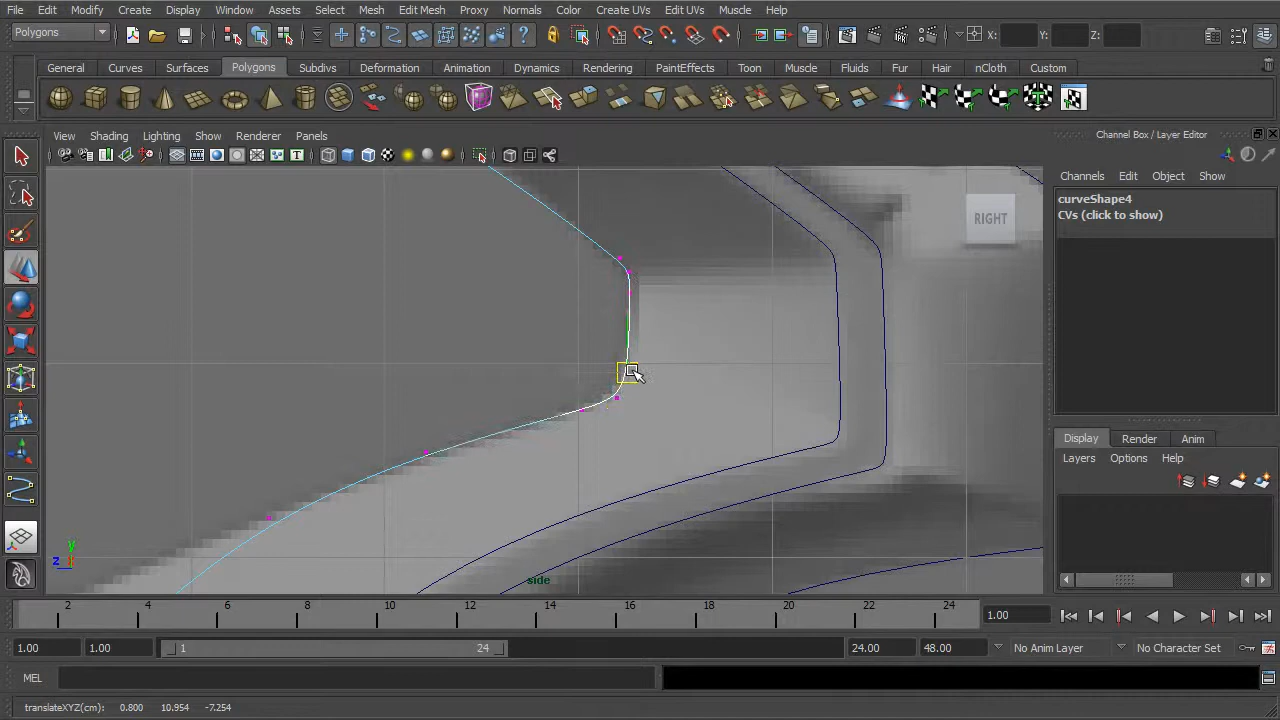 File Edit Modify Create Display Window Assets Select Mesh Edit Mesh Proxy Normals Color Create UVs Edit UVs Muscle Help
Polygons X: Y: Z:
General Curves Surfaces Polygons Subdivs Deformation Animation Dynamics Rendering PaintEffects Toon Muscle Fluids Fur Hair nCloth Custom
View Shading Lighting Show Renderer Panels
Channel Box / Layer Editor
Channels Edit Object Show
curveShape4
CVs (click to show)
RIGHT
Display Render Anim
Layers Options Help
y
z
side
2 4 6 8 10 12 14 16 18 20 22 24 1.00
1.00 1.00 1 24 24.00 48.00 No Anim Layer No Character Set
MEL
translateXYZ(cm): 0.800 10.954 -7.254